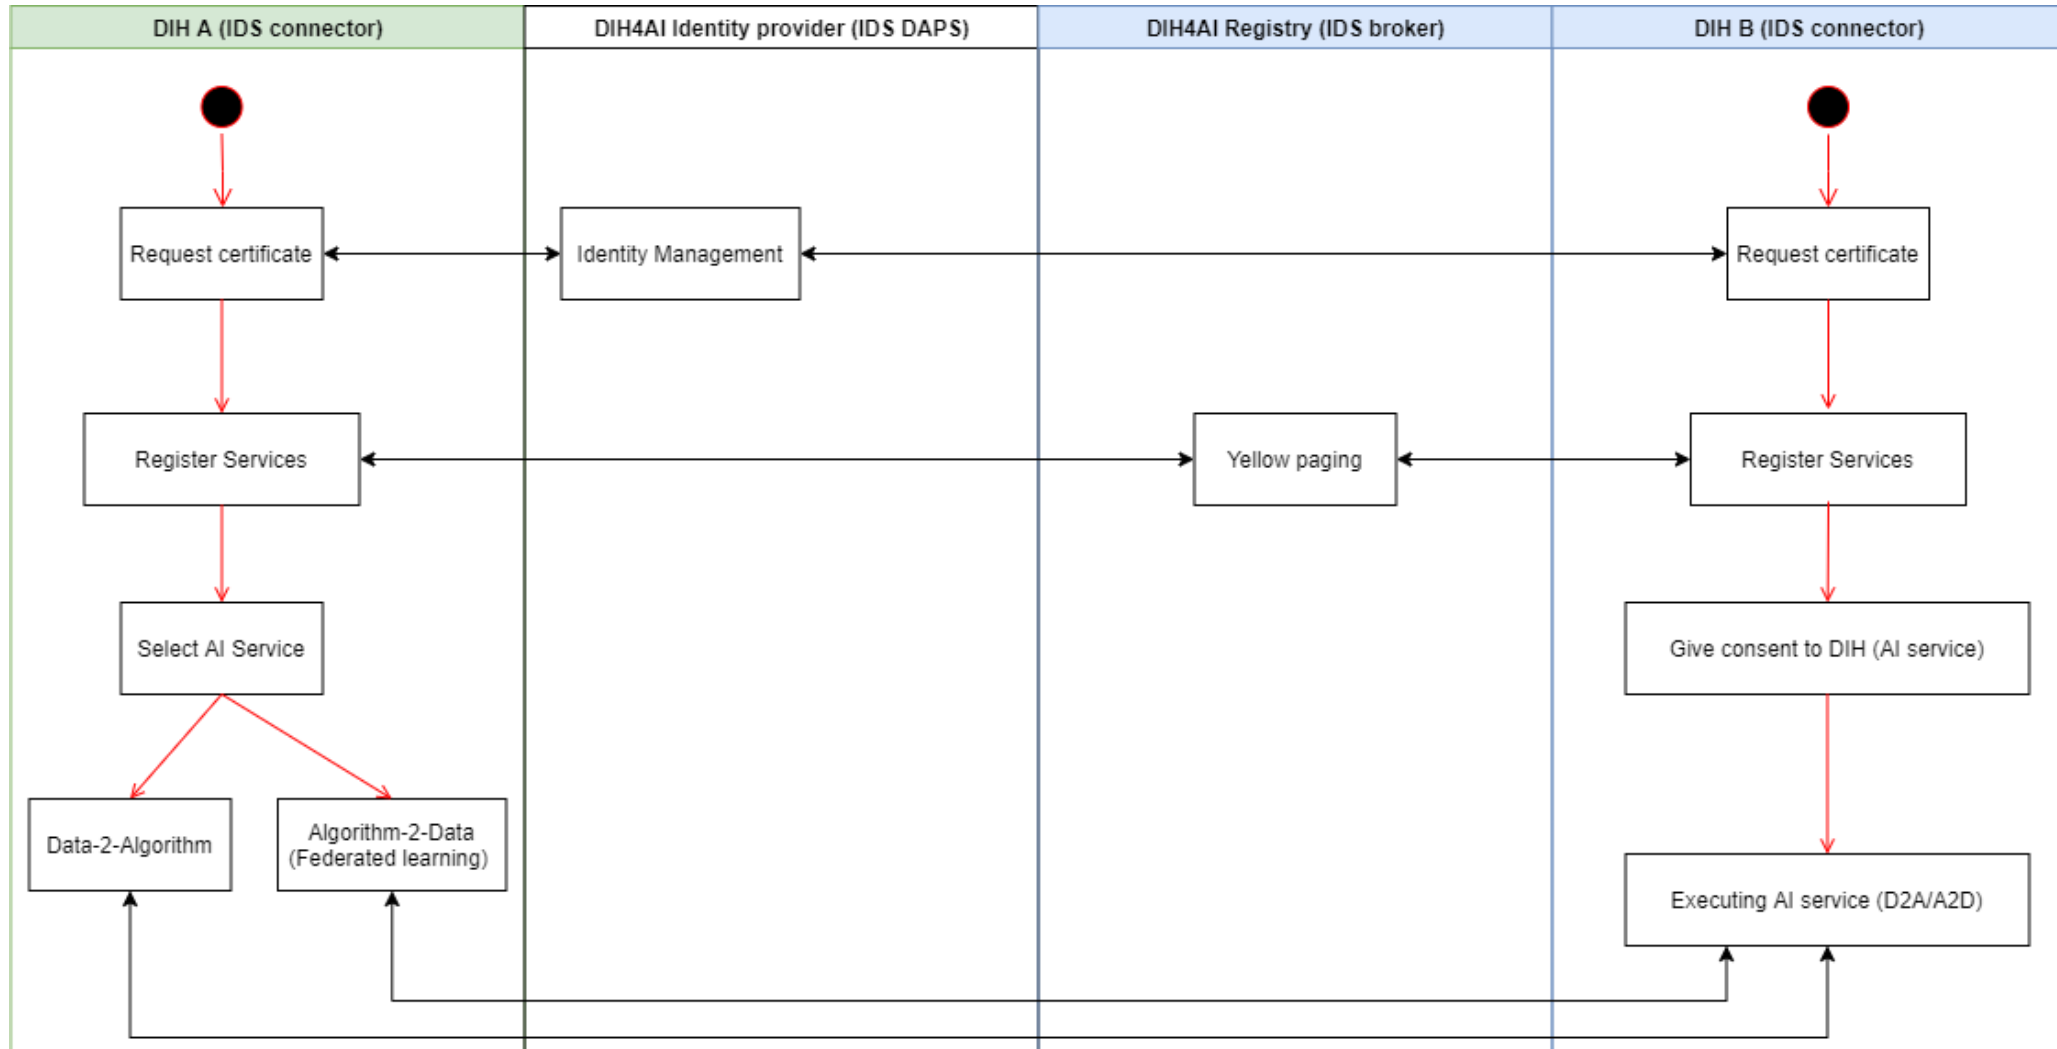 DIH A (IDS connector)
DIH4AI Identity provider (IDS DAPS)
DIH4AI Registry (IDS broker)
DIH B (IDS connector)
Request certificate
Identity Management
Request certificate
Register Services
Yellow paging
Register Services
Select AI Service
Give consent to DIH (AI service)
Data-2-Algorithm
Algorithm-2-Data
(Federated learning)
Executing AI service (D2A/A2D)